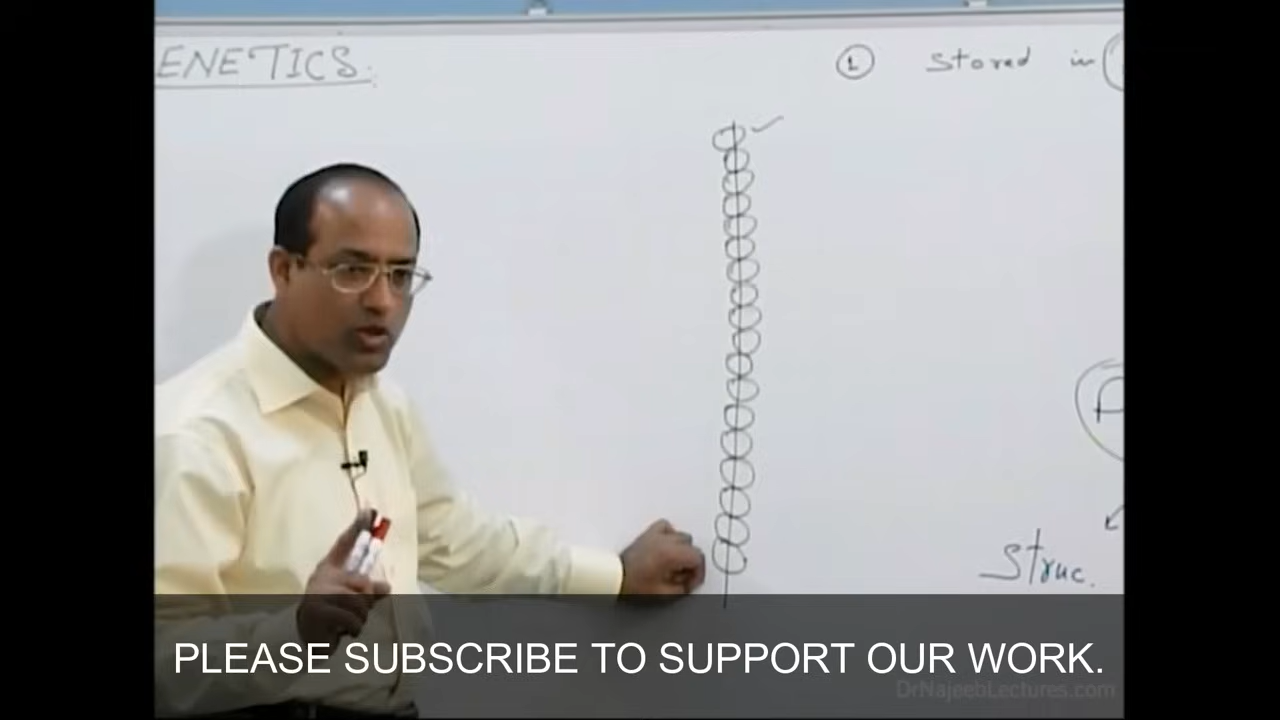 ENETICS.
① Stored in
Struc.
PLEASE SUBSCRIBE TO SUPPORT OUR WORK.
DrNajeebLectures.com